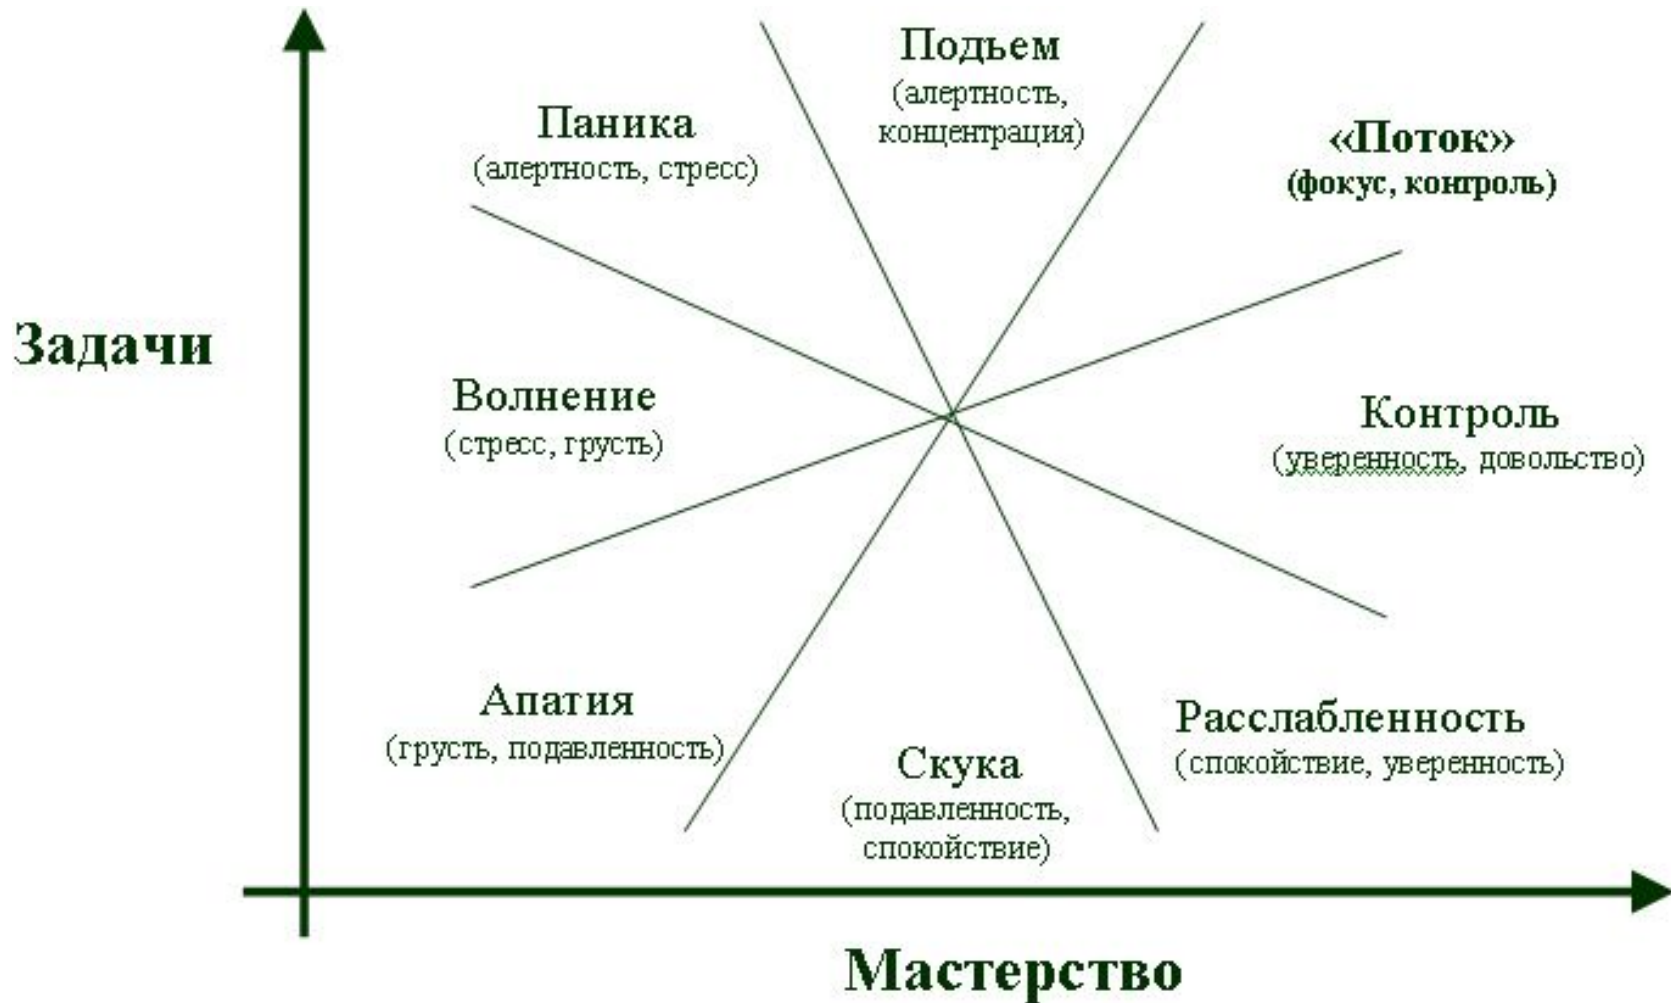 Подьем
(алертность,
концентрация)
Паника
(алертность, стресс)
«Поток»
(фокус, контроль)
Задачи
Волнение
(стресс, грусть)
Контроль
(уверенность, довольство)
Апатия
(грусть, подавленность)
Скука
(подавленность,
спокойствие)
Расслабленность
(спокойствие, уверенность)
Мастерство